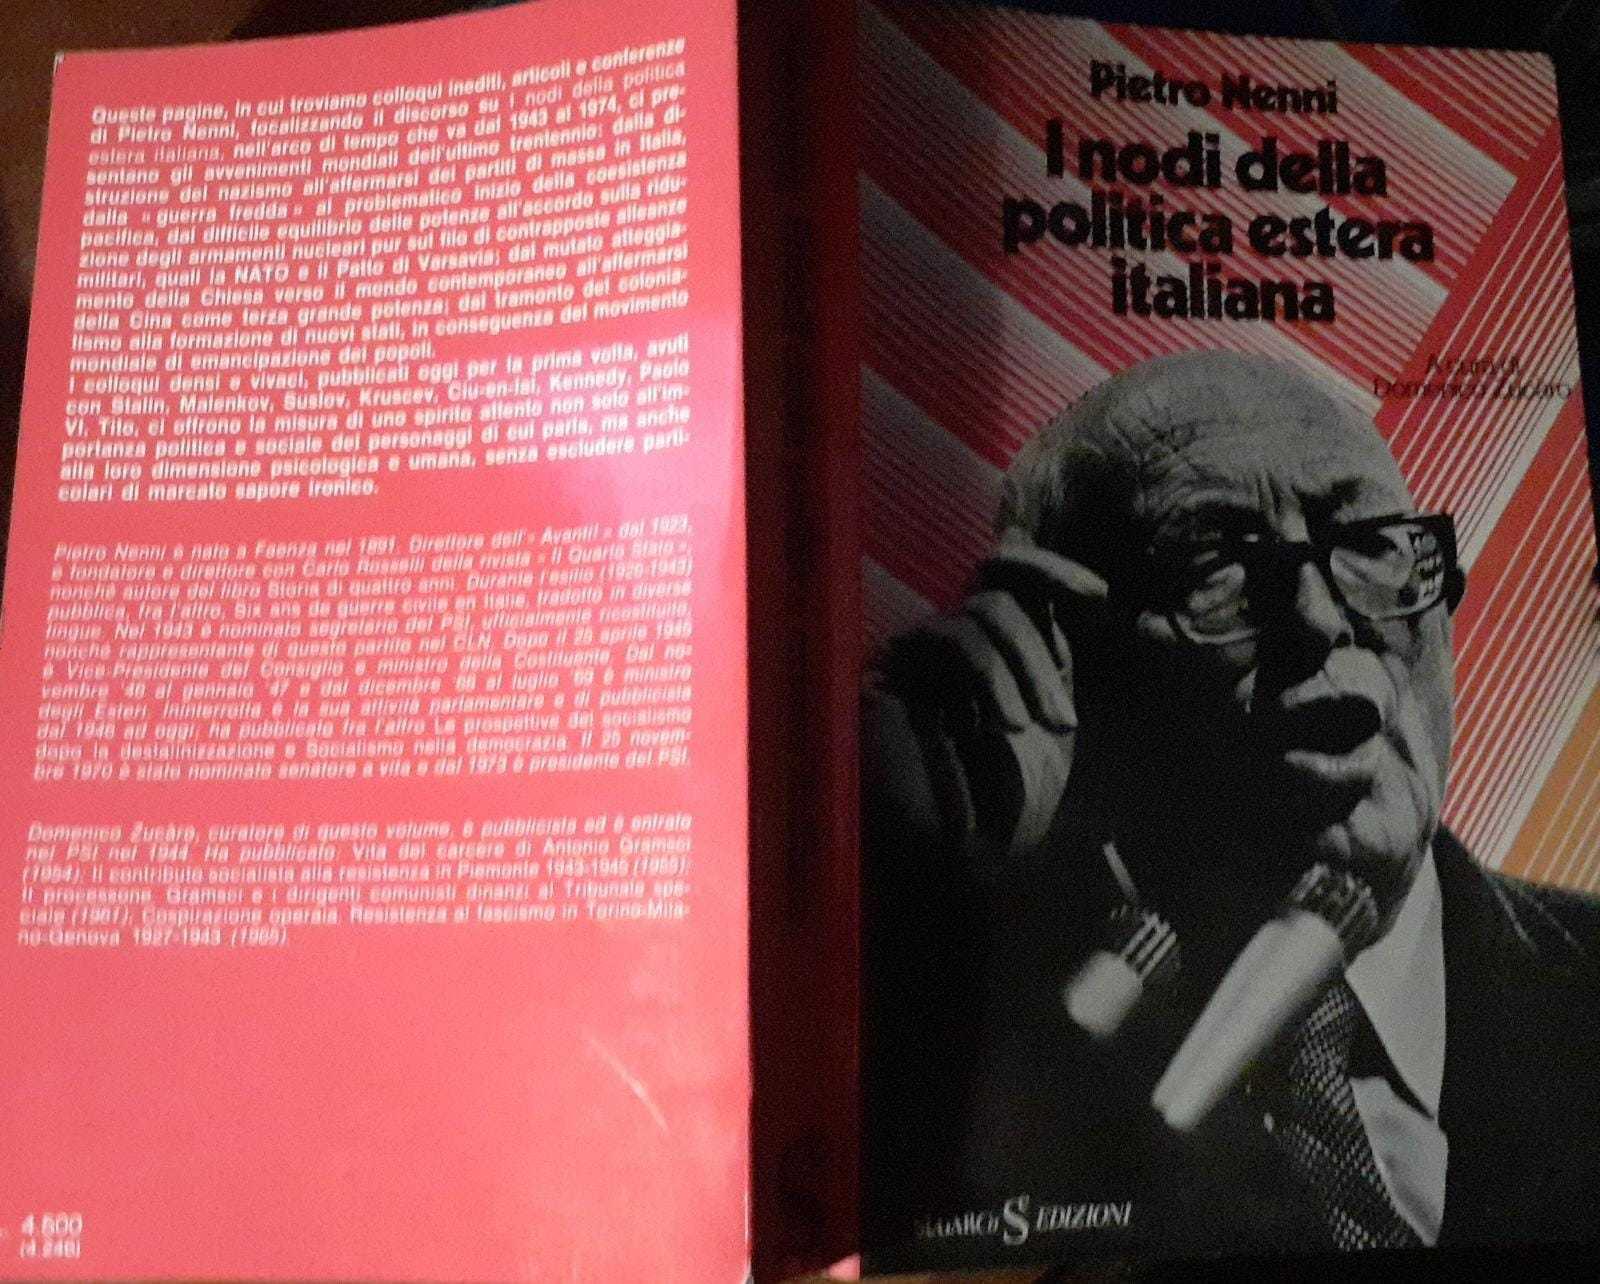 Queste pagine, in cui troviamo colloqui inediti, articoli e conferenze
di Pietro Nenni, focalizzando il discorso su I nodi della politica
estera italiana, nell'arco di tempo che va dal 1943 al 1974, ci pre-
sentano gli avvenimenti mondiali dell'ultimo trentennio: dalla di-
struzione del nazismo all'affermarsi dei partiti di massa in Italia,
dalla « guerra fredda » al problematico inizio della coesistenza
pacifica, dal difficile equilibrio delle potenze all'accordo sulla ridu-
zione degli armamenti nucleari pur sul filo di contrapposte alleanze
militari, quali la NATO e il Patto di Varsavia; dal mutato atteggia-
mento della Chiesa verso il mondo contemporaneo all'affermarsi
della Cina come terza grande potenza; dal tramonto del colonia-
lismo alla formazione di nuovi stati, in conseguenza del movimento
mondiale di emancipazione dei popoli.
I colloqui densi e vivaci, pubblicati oggi per la prima volta, avuti
con Stalin, Malenkov, Suslov, Kruscev, Ciu-en-lai, Kennedy, Paolo
VI, Tito, ci offrono la misura di uno spirito attento non solo all'im-
portanza politica e sociale dei personaggi di cui parla, ma anche
alla loro dimensione psicologica e umana, senza escludere parti-
colari di marcato sapore ironico.
Pietro Nenni è nato a Faenza nel 1891. Direttore dell'« Avanti! » dal 1923,
è fondatore e direttore con Carlo Rosselli della rivista « Il Quarto Stato »,
nonché autore del libro Storia di quattro anni. Durante l'esilio (1926-1943)
pubblica, fra l'altro, Six ans de guerre civile en Italie, tradotto in diverse
lingue. Nel 1943 è nominato segretario del PSI, ufficialmente ricostituito,
nonché rappresentante di questo partito nel CLN. Dopo il 25 aprile 1945
è Vice-Presidente del Consiglio e ministro della Costituente. Dal no-
vembre '46 al gennaio '47 e dal dicembre '68 al luglio '69 è ministro
degli Esteri. Ininterrotta è la sua attività parlamentare e di pubblicista
dal 1946 ad oggi; ha pubblicato fra l'altro Le prospettive del socialismo
dopo la destalinizzazione e Socialismo nella democrazia. Il 25 novem-
bre 1970 è stato nominato senatore a vita e dal 1973 è presidente del PSI.
Domenico Zucàro, curatore di questo volume, è pubblicista ed è entrato
nel PSI nel 1944. Ha pubblicato: Vita del carcere di Antonio Gramsci
(1954); Il contributo socialista alla resistenza in Piemonte 1943-1945 (1955);
Il processone. Gramsci e i dirigenti comunisti dinanzi al Tribunale spe-
ciale (1961); Cospirazione operaia. Resistenza al fascismo in Torino-Mila-
no-Genova 1927-1943 (1965).
4.500
(4.246)
Pietro Nenni
I nodi della
politica estera
italiana
A cura di
Domenico Zucàro
SUGARCO S EDIZIONI